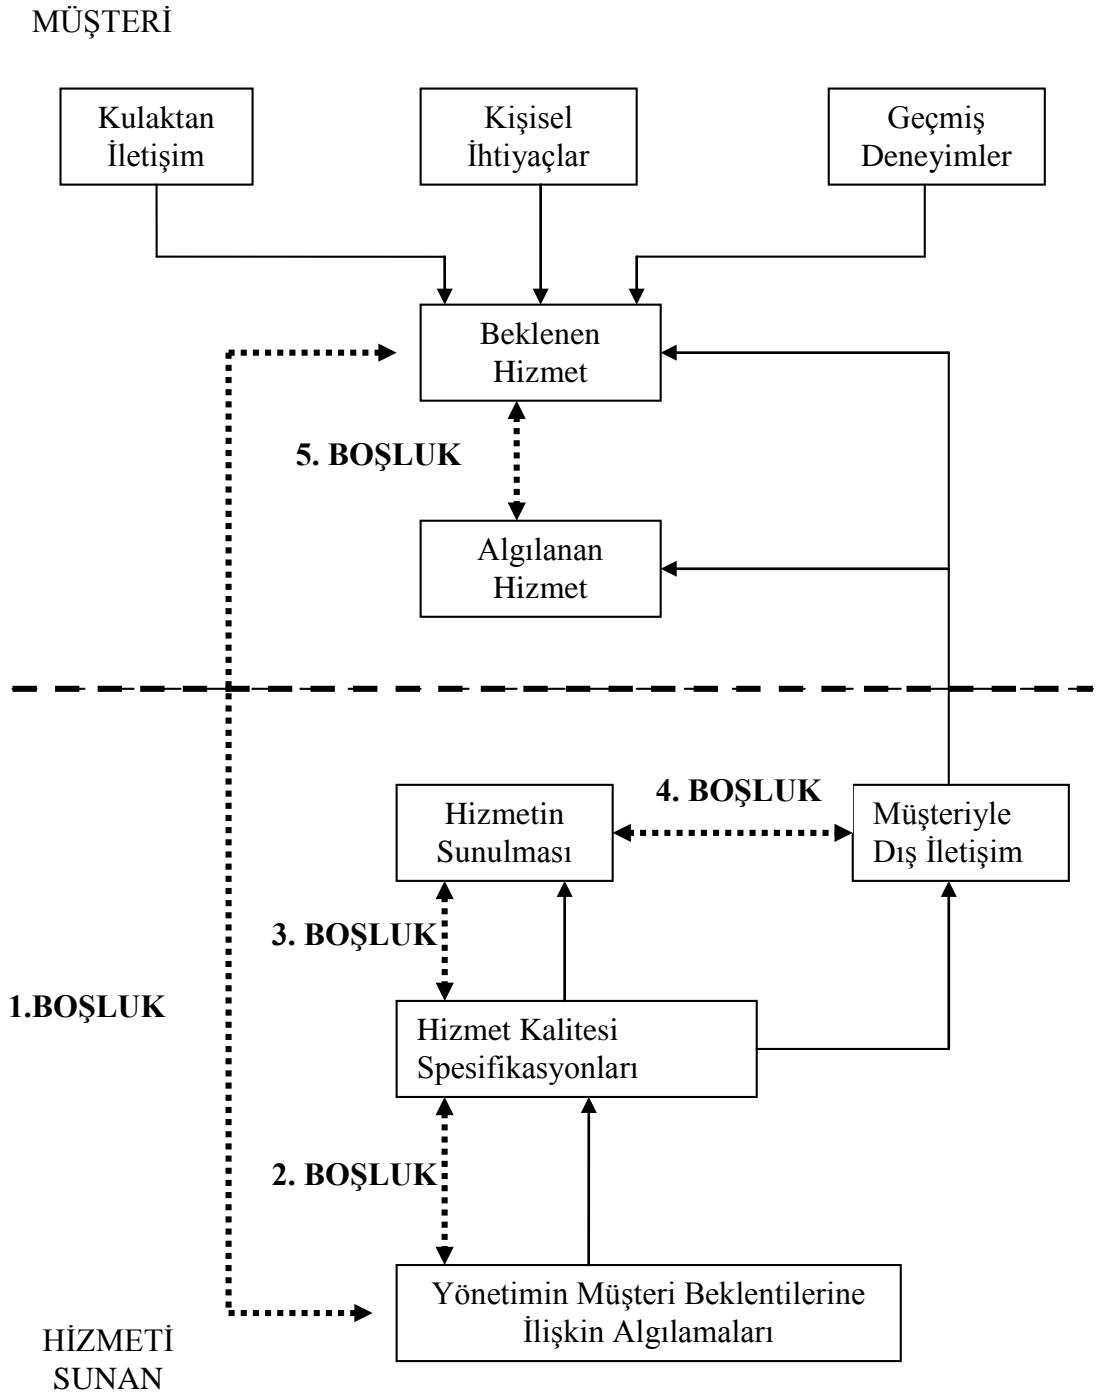 MÜŞTERİ
Kulaktan
İletişim
Kişisel
İhtiyaçlar
Geçmiş
Deneyimler
Beklenen
Hizmet
5. BOŞLUK
Algılanan
Hizmet
4. BOŞLUK
Hizmetin
Sunulması
Müşteriyle
Dış İletişim
3. BOŞLUK
1.BOŞLUK
Hizmet Kalitesi
Spesifikasyonları
2. BOŞLUK
Yönetimin Müşteri Beklentilerine
İlişkin Algılamaları
HİZMETİ
SUNAN